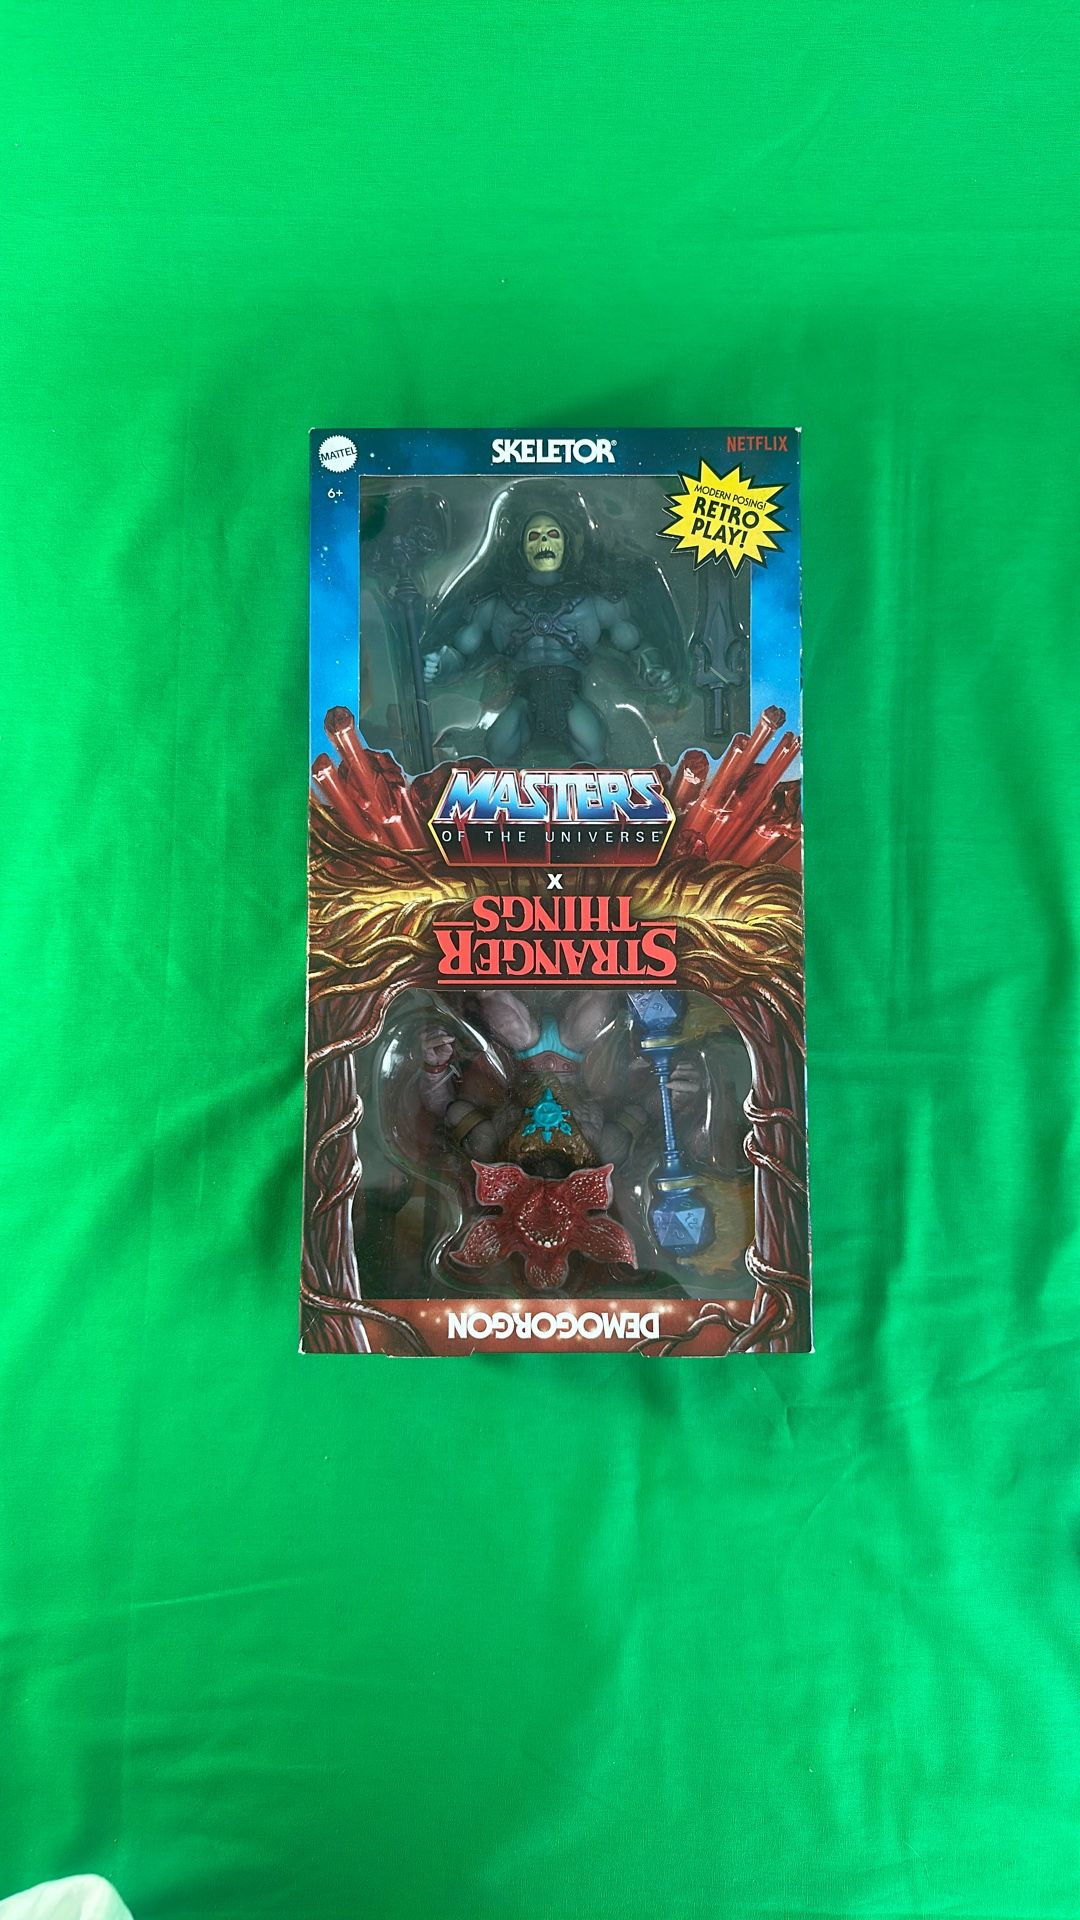 MATTEL
SKELETOR®
NETFLIX
6+
MODERN POSING!
RETRO
PLAY!
MASTERS
OF THE UNIVERSE
X
STRANGER
THINGS
DEMOGORGON